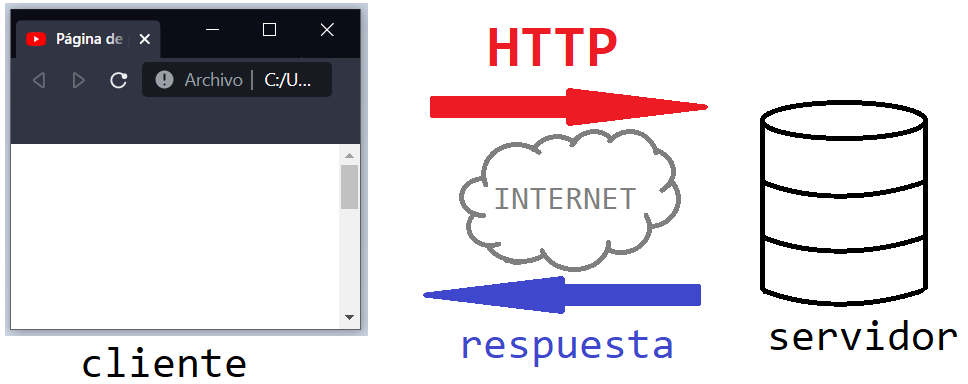 Página de
Archivo | C:/U...
HTTP
INTERNET
respuesta
cliente
servidor